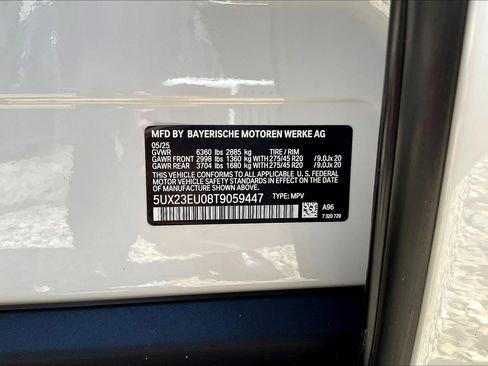 MFD BY BAYERISCHE MOTOREN WERKE AG
05/25
GVWR 6360 lbs 2885 kg TIRE / RIM
GAWR FRONT 2998 lbs 1360 kg WITH 275/45 R20 /9.0Jx 20
GAWR REAR 3704 lbs 1680 kg WITH 275/45 R20 /9.0Jx 20
THIS VEHICLE CONFORMS TO ALL APPLICABLE U. S. FEDERAL
MOTOR VEHICLE SAFETY STANDARDS IN EFFECT ON THE
DATE OF MANUFACTURE SHOWN ABOVE.
5UX23EU08T9059447 TYPE: MPV
A96
7 320 729